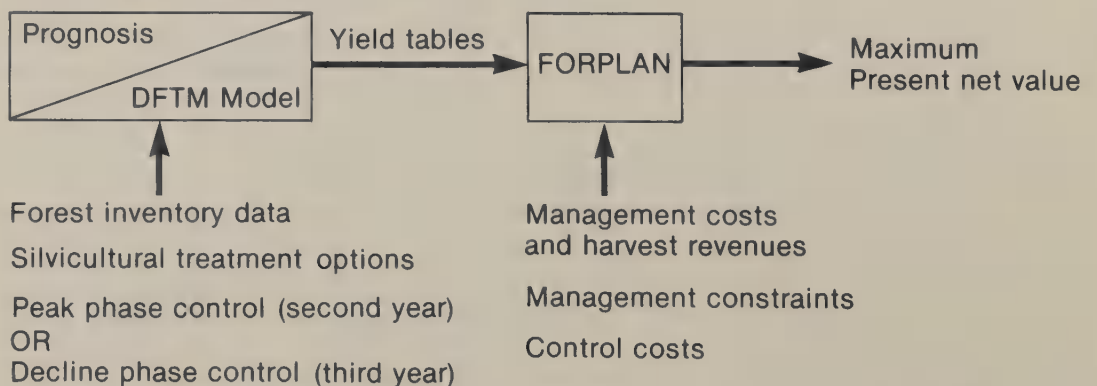 Prognosis
DFTM Model
Yield tables
FORPLAN
Maximum
Present net value
Forest inventory data
Silvicultural treatment options
Peak phase control (second year)
OR
Decline phase control (third year)
Management costs
and harvest revenues
Management constraints
Control costs